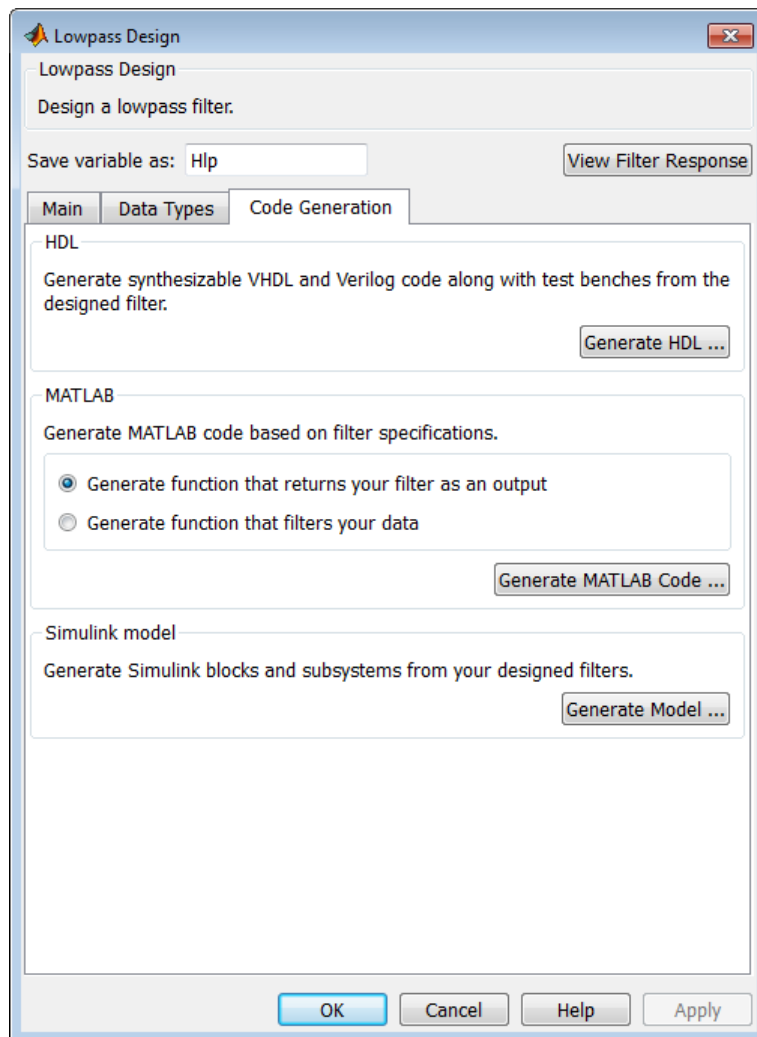 Lowpass Design
Lowpass Design
Design a lowpass filter.
Save variable as: Hlp View Filter Response
Main Data Types Code Generation
HDL
Generate synthesizable VHDL and Verilog code along with test benches from the
designed filter.
Generate HDL ...
MATLAB
Generate MATLAB code based on filter specifications.
Generate function that returns your filter as an output
Generate function that filters your data
Generate MATLAB Code ...
Simulink model
Generate Simulink blocks and subsystems from your designed filters.
Generate Model ...
OK Cancel Help Apply